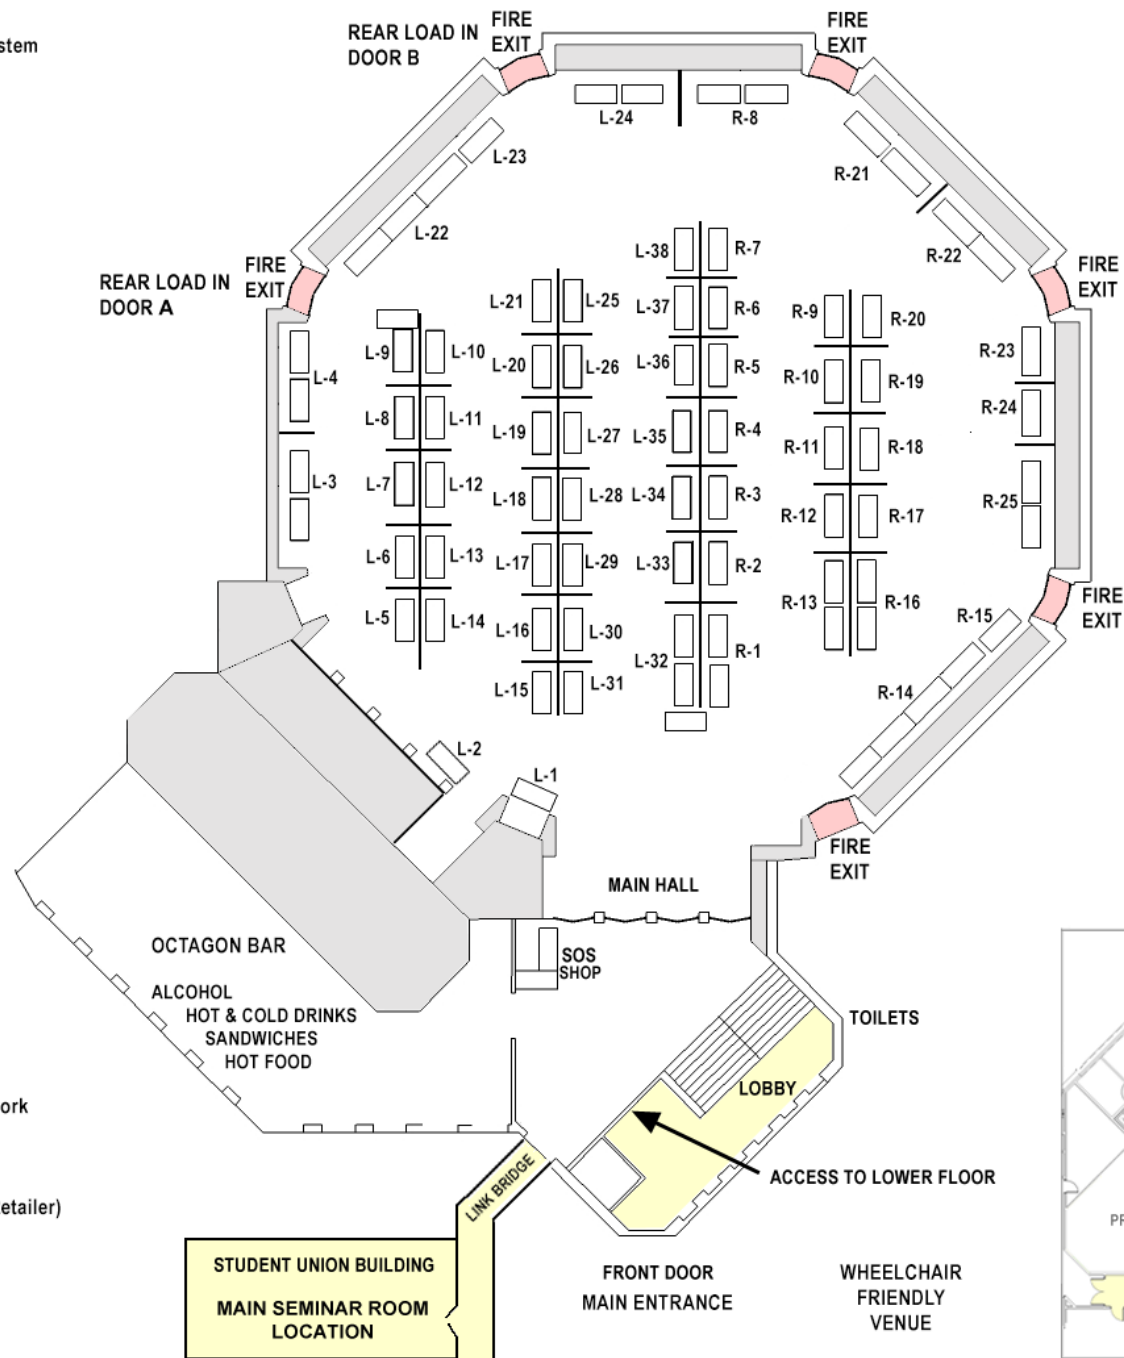 stem
REAR LOAD IN
DOOR B
FIRE
EXIT
FIRE
EXIT
L-24
R-8
L-23
R-21
L-22
R-22
REAR LOAD IN
DOOR A
FIRE
EXIT
FIRE
EXIT
L-38
R-7
L-21
L-25
L-37
R-6
R-9
R-20
L-9
L-10
L-20
L-26
L-36
R-5
R-10
R-19
R-23
L-4
L-8
L-11
L-19
L-27
L-35
R-4
R-11
R-18
R-24
L-3
L-7
L-12
L-18
L-28
L-34
R-3
R-12
R-17
R-25
L-6
L-13
L-17
L-29
L-33
R-2
R-13
R-16
FIRE
EXIT
L-5
L-14
L-16
L-30
L-32
R-1
R-15
L-15
L-31
R-14
L-2
L-1
FIRE
EXIT
MAIN HALL
OCTAGON BAR
SOS
SHOP
ALCOHOL
HOT & COLD DRINKS
SANDWICHES
HOT FOOD
TOILETS
LOBBY
ork
ACCESS TO LOWER FLOOR
LINK BRIDGE
etailer)
PR
STUDENT UNION BUILDING
MAIN SEMINAR ROOM
LOCATION
FRONT DOOR
MAIN ENTRANCE
WHEELCHAIR
FRIENDLY
VENUE